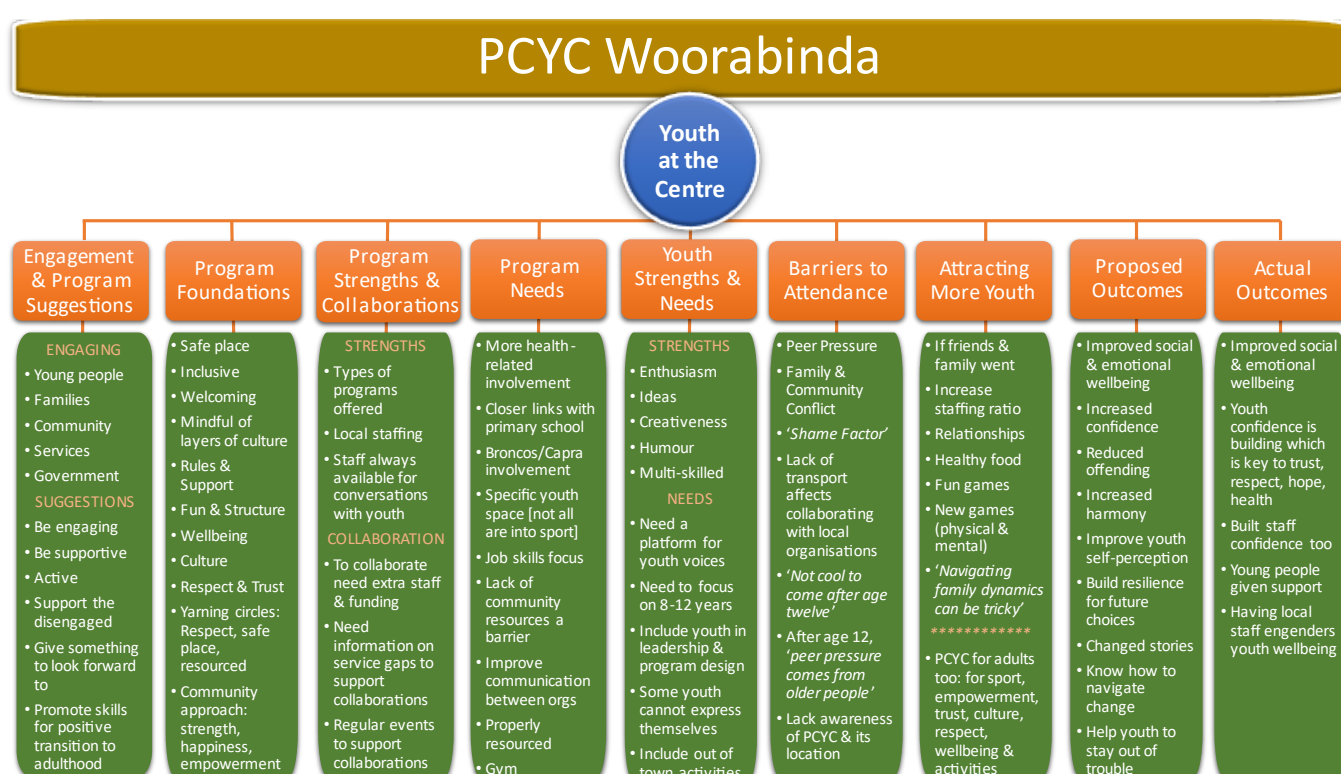 PCYC Woorabinda
Youth
at the
Centre
Engagement
& Program
Suggestions
ENGAGING
• Young people
• Families
• Community
• Services
• Government
SUGGESTIONS
• Be engaging
• Be supportive
• Active
• Support the
disengaged
• Give something
to look forward
to
• Promote skills
for positive
transition to
adulthood
Program
Foundations
• Safe place
• Inclusive
• Welcoming
• Mindful of
layers of culture
• Rules &
Support
• Fun & Structure
• Wellbeing
• Culture
• Respect & Trust
• Yarning circles:
Respect, safe
place,
resourced
• Community
approach:
strength,
happiness,
empowerment
Program
Strengths &
Collaborations
STRENGTHS
• Types of
programs
offered
• Local staffing
• Staff always
available for
conversations
with youth
COLLABORATION
• To collaborate
need extra staff
& funding
• Need
information on
service gaps to
support
collaborations
• Regular events
to support
collaborations
Program
Needs
• More health-
related
involvement
• Closer links with
primary school
• Broncos/Capra
involvement
• Specific youth
space [not all
are into sport]
• Job skills focus
• Lack of
community
resources a
barrier
• Improve
communication
between orgs
• Properly
resourced
• Gym
Youth
Strengths &
Needs
STRENGTHS
• Enthusiasm
• Ideas
• Creativeness
• Humour
• Multi-skilled
NEEDS
• Need a
platform for
youth voices
• Need to focus
on 8-12 years
• Include youth in
leadership &
program design
• Some youth
cannot express
themselves
• Include out of
town activities
Barriers to
Attendance
• Peer Pressure
• Family &
Community
Conflict
• ‘Shame Factor’
• Lack of
transport
affects
collaborating
with local
organisations
• ‘Not cool to
come after age
twelve’
• After age 12,
‘peer pressure
comes from
older people’
• Lack awareness
of PCYC & its
location
Attracting
More Youth
• If friends &
family went
• Increase
staffing ratio
• Relationships
• Healthy food
• Fun games
• New games
(physical &
mental)
• ‘Navigating
family dynamics
can be tricky’
************
• PCYC for adults
too: for sport,
empowerment,
trust, culture,
respect,
wellbeing &
activities
Proposed
Outcomes
• Improved social
& emotional
wellbeing
• Increased
confidence
• Reduced
offending
• Increased
harmony
• Improve youth
self-perception
• Build resilience
for future
choices
• Changed stories
• Know how to
navigate
change
• Help youth to
stay out of
trouble
Actual
Outcomes
• Improved social
& emotional
wellbeing
• Youth
confidence is
building which
is key to trust,
respect, hope,
health
• Built staff
confidence too
• Young people
given support
• Having local
staff engenders
youth wellbeing